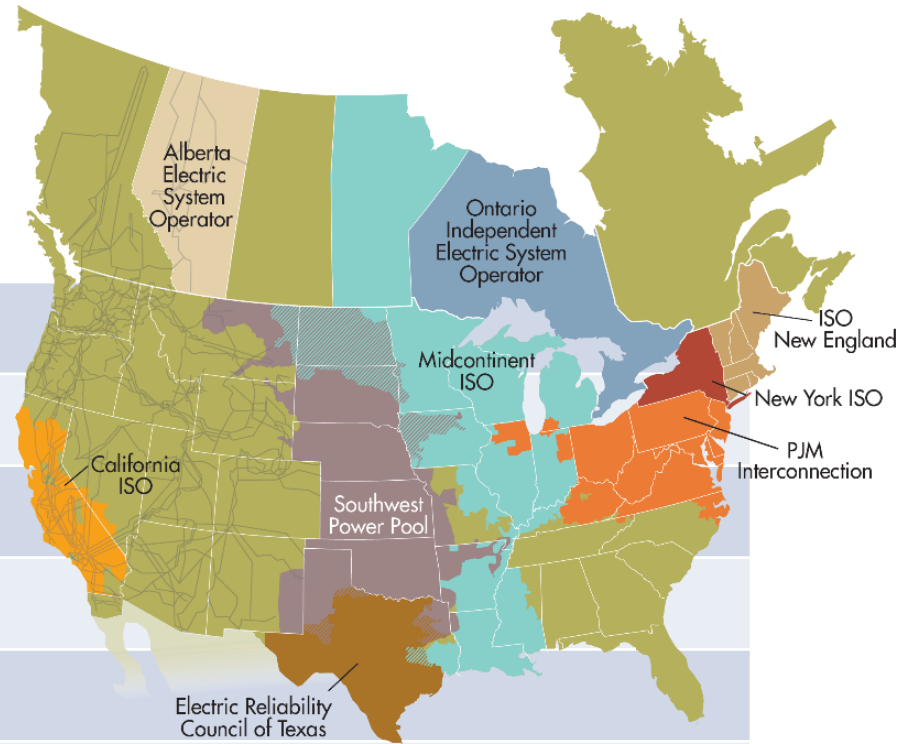 Alberta
Electric
System
Operator
Ontario
Independent
Electric System
Operator
ISO
New England
Midcontinent
ISO
New York ISO
PJM
Interconnection
California
ISO
Southwest
Power Pool
Electric Reliability
Council of Texas